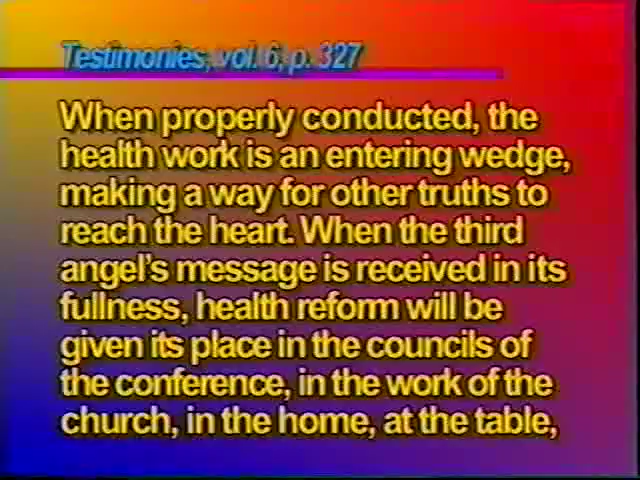 Testimonies, vol. 6, p. 327
When properly conducted, the
health work is an entering wedge,
making a way for other truths to
reach the heart. When the third
angel's message is received in its
fullness, health reform will be
given its place in the councils of
the conference, in the work of the
church, in the home, at the table,